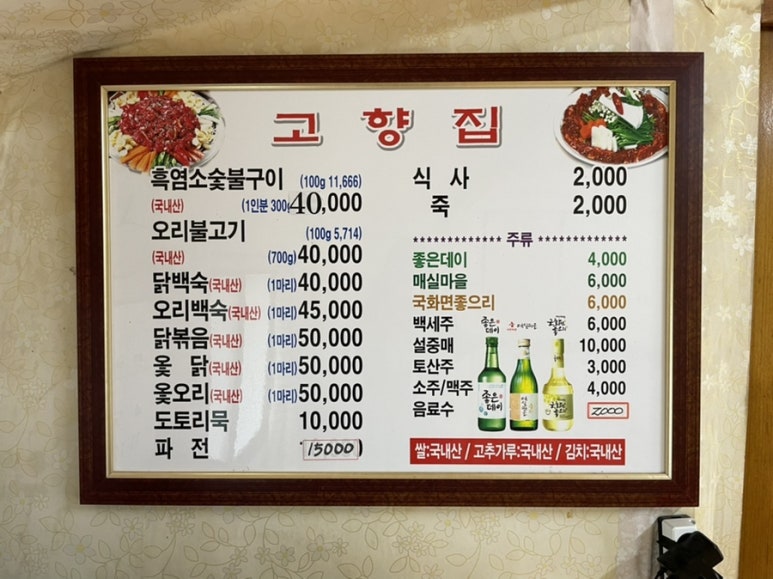 고향집
흑염소숯불구이 (100g 11,666)
(국내산) (1인분 300g 40,000
오리불고기 (100g 5,714)
(국내산) (700g) 40,000
닭백숙(국내산) (1마리) 40,000
오리백숙(국내산) (1마리) 45,000
닭볶음(국내산) (1마리) 50,000
옻 닭(국내산) (1마리) 50,000
옻오리(국내산) (1마리) 50,000
도토리묵 10,000
파 전 15000
식 사 2,000
죽 2,000
************* 주류 *************
좋은데이 4,000
매실마을 6,000
국화면좋으리 6,000
백세주 6,000
설중매 10,000
토산주 3,000
소주/맥주 4,000
음료수 2000
좋은데이
좋은데이
쌀:국내산 / 고추가루:국내산 / 김치:국내산